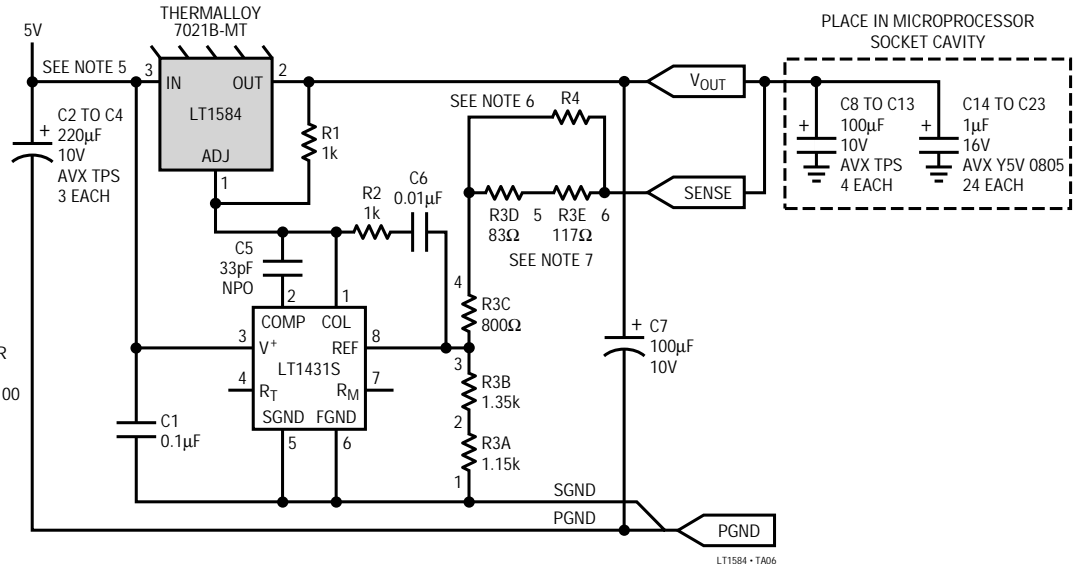 THERMALLOY
7021B-MT
PLACE IN MICROPROCESSOR
SOCKET CAVITY
5V
SEE NOTE 5
3
IN
OUT
2
LT1584
ADJ
1
+
C2 TO C4
220µF
10V
AVX TPS
3 EACH
R1
1k
SEE NOTE 6
R4
VOUT
SENSE
+
C8 TO C13
100µF
10V
AVX TPS
4 EACH
+
C14 TO C23
1µF
16V
AVX Y5V 0805
24 EACH
R2
1k
C6
0.01µF
R3D
83Ω
5
R3E
117Ω
6
SEE NOTE 7
C5
33pF
NPO
2
1
4
R3C
800Ω
COMP
COL
3
V+
REF
8
LT1431S
4
RT
RM
7
SGND
FGND
5
6
3
R3B
1.35k
2
R3A
1.15k
1
+
C7
100µF
10V
R
00
C1
0.1µF
SGND
PGND
PGND
LT1584 • TA06